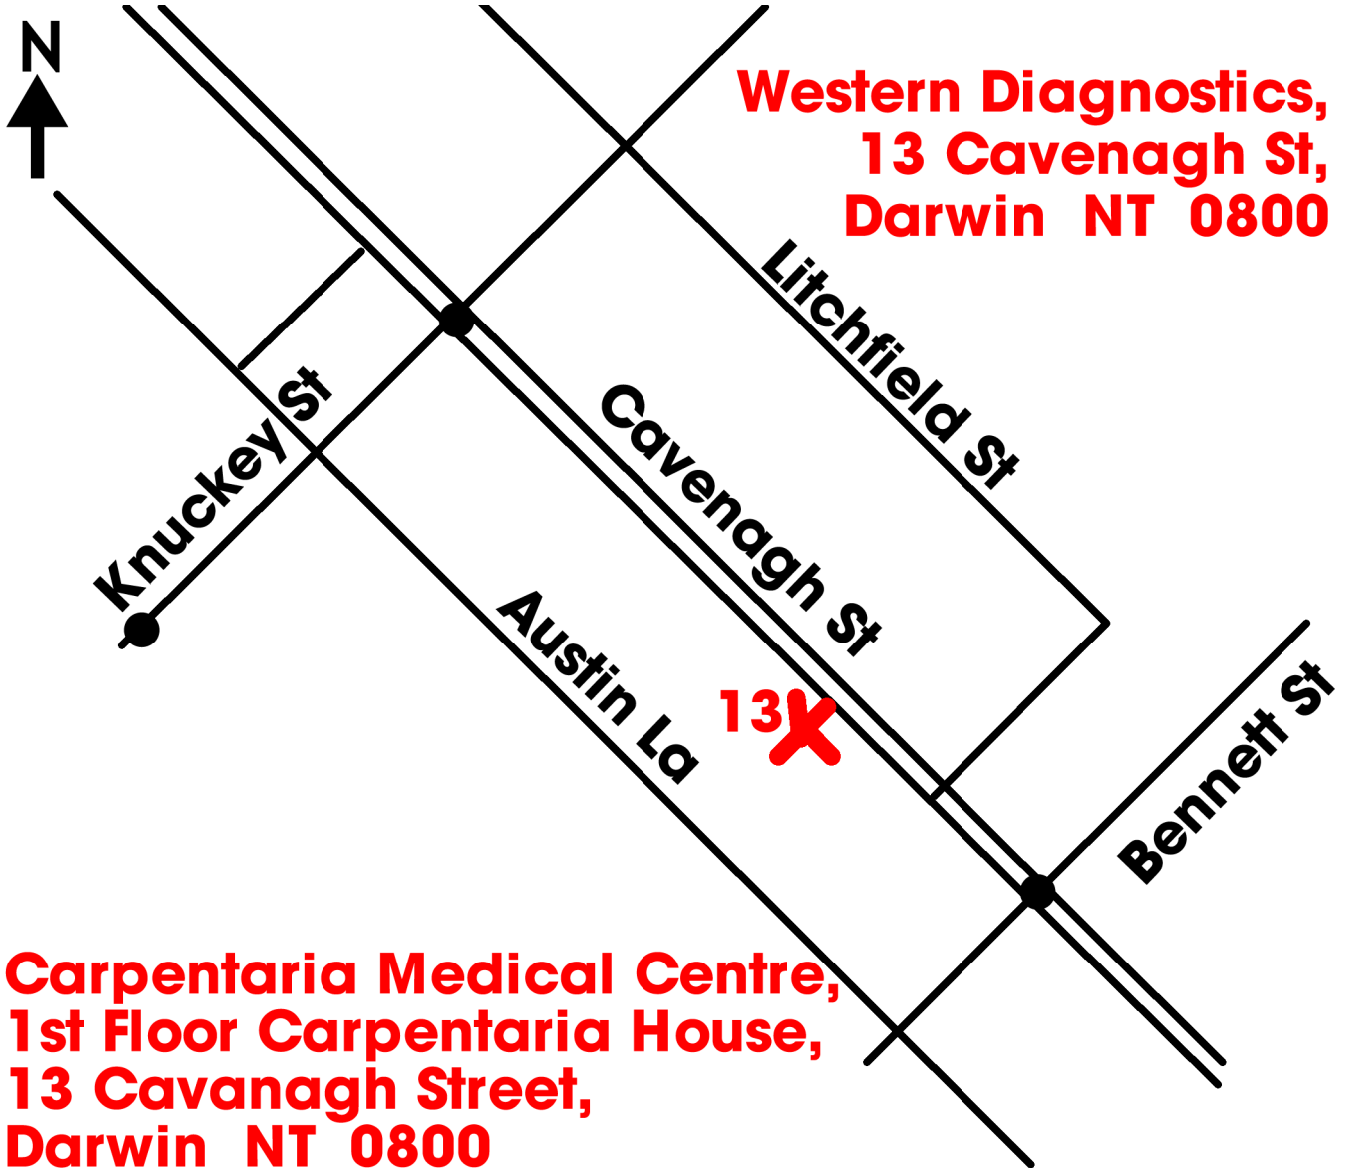 N
Western Diagnostics,
13 Cavenagh St,
Darwin NT 0800
Litchfield St
Knuckey St
Cavenagh St
Austin La
13
Bennett St
Carpentaria Medical Centre,
1st Floor Carpentaria House,
13 Cavanagh Street,
Darwin NT 0800